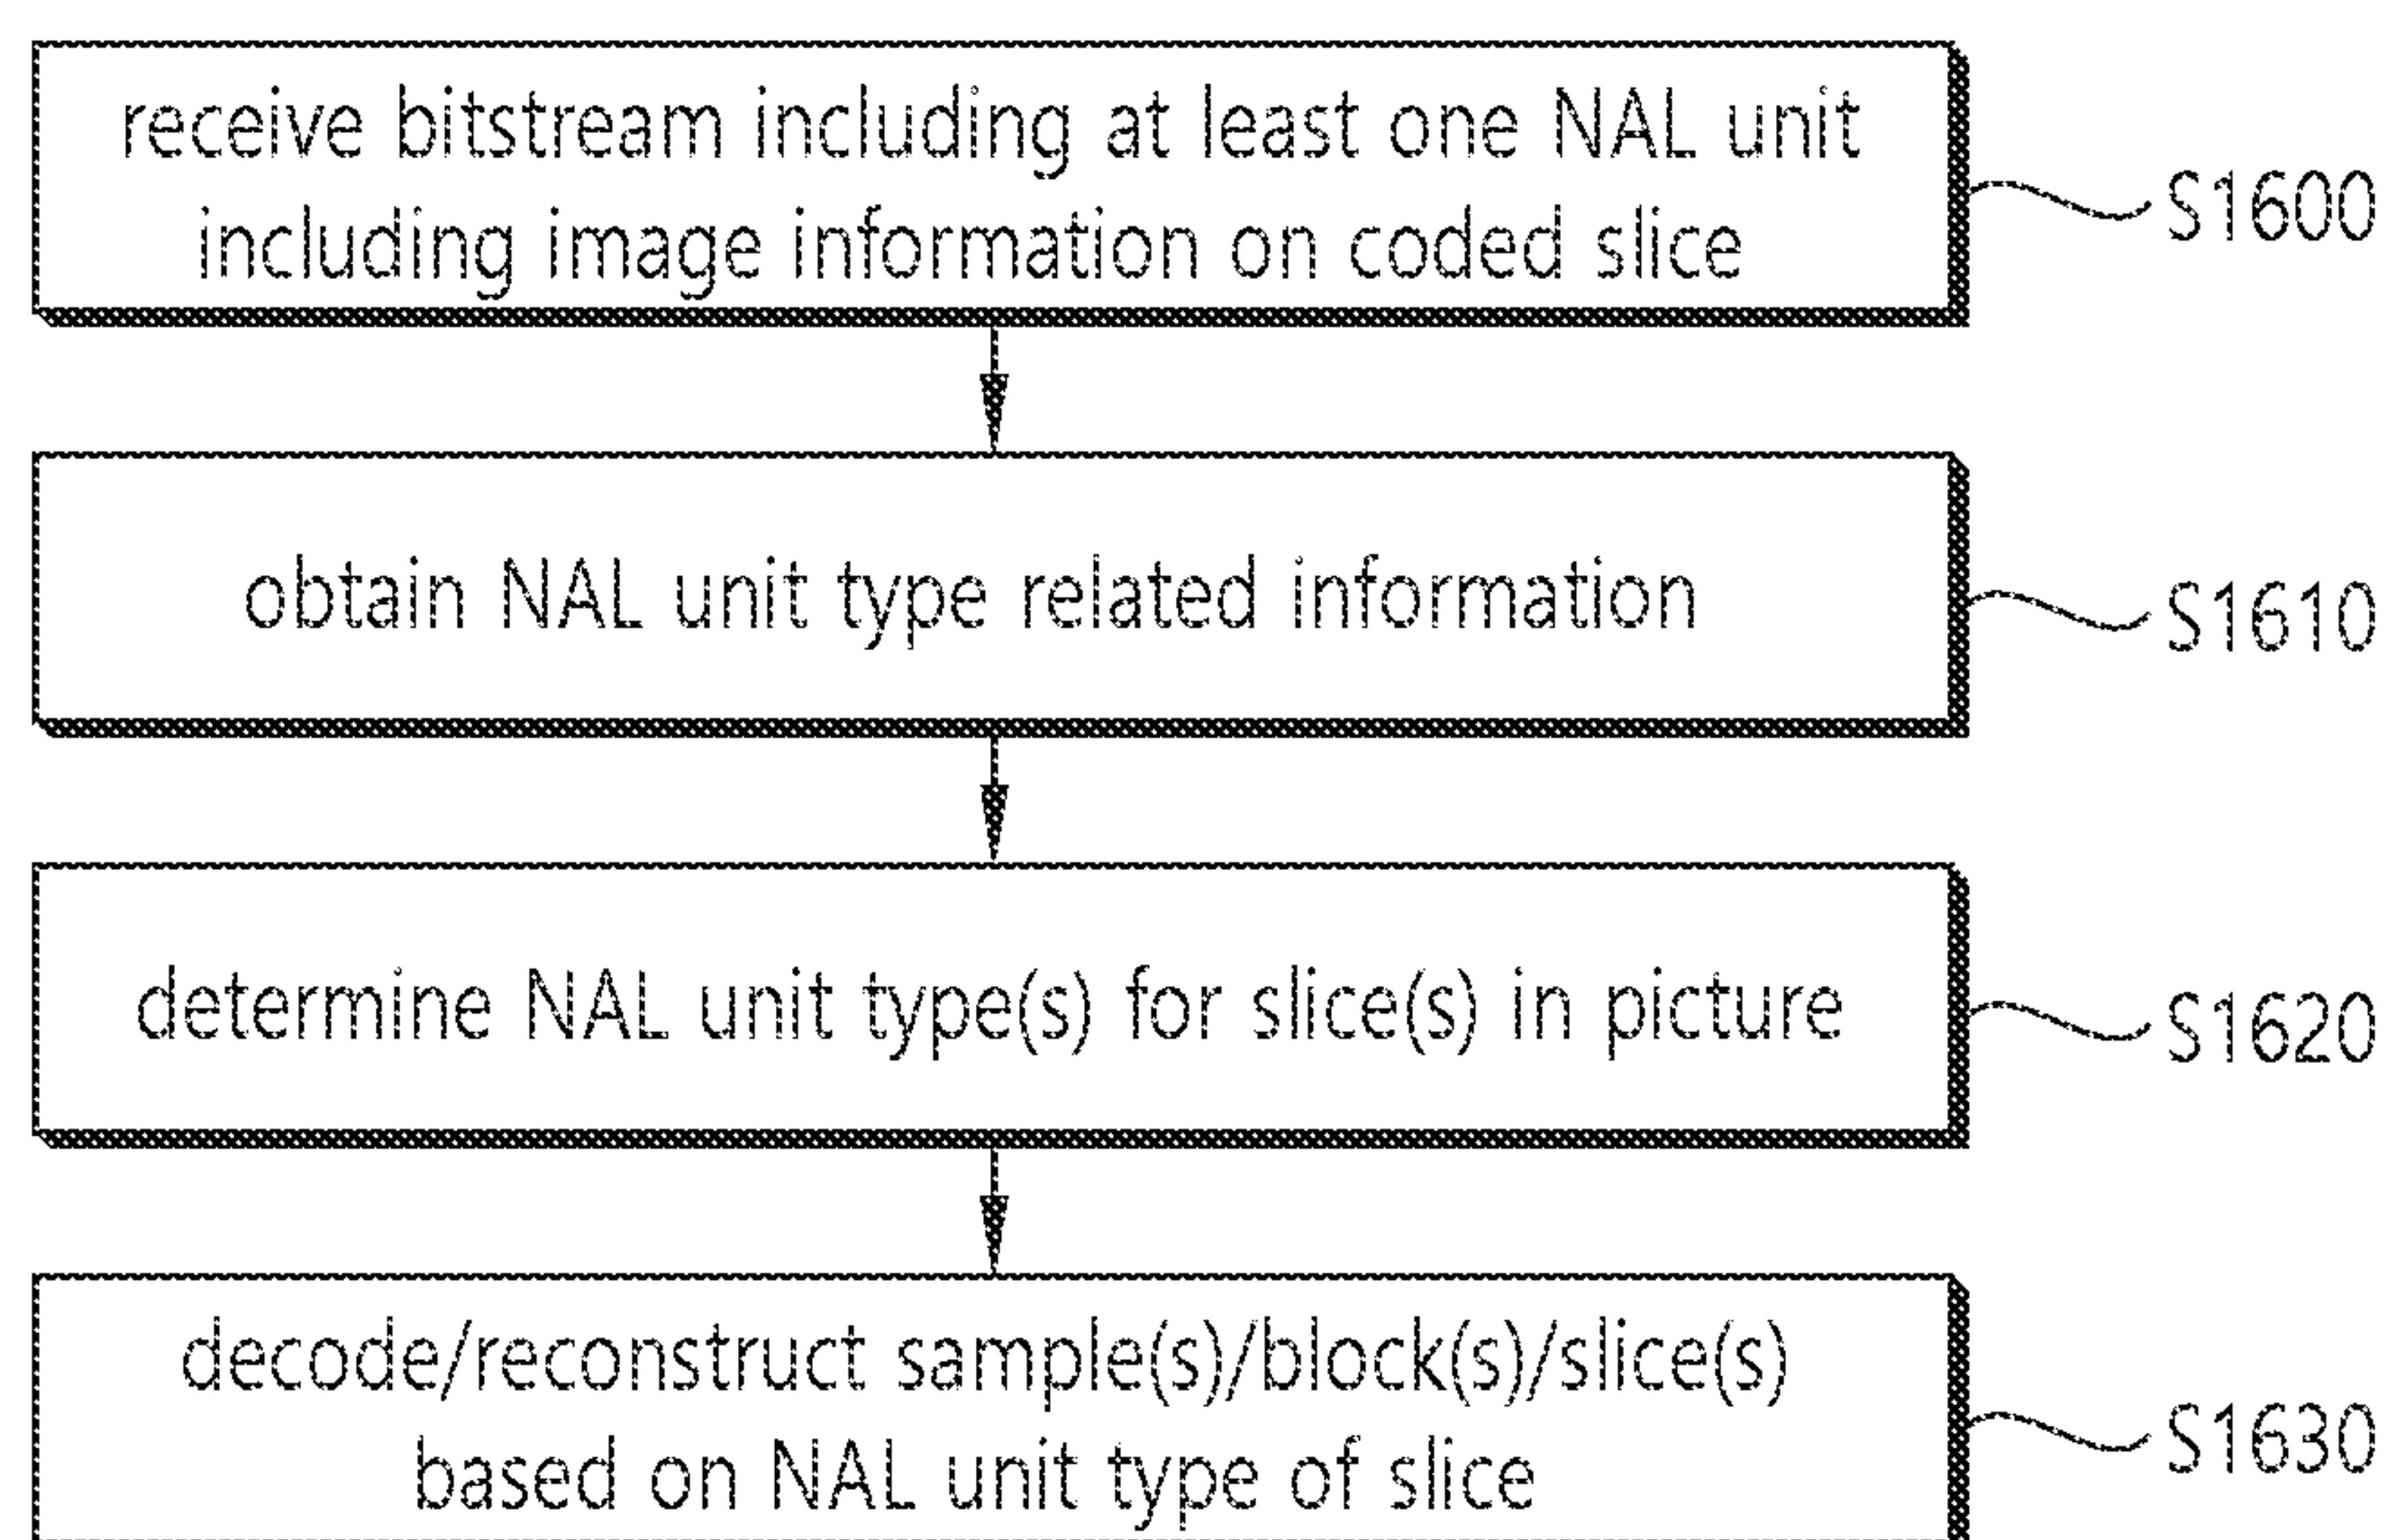 receive bitstream including at least one NAL unit
including image information on coded slice
S1600
obtain NAL unit type related information
S1610
determine NAL unit type(s) for slice(s) in picture
S1620
decode/reconstruct sample(s)/block(s)/slice(s)
based on NAL unit type of slice
S1630